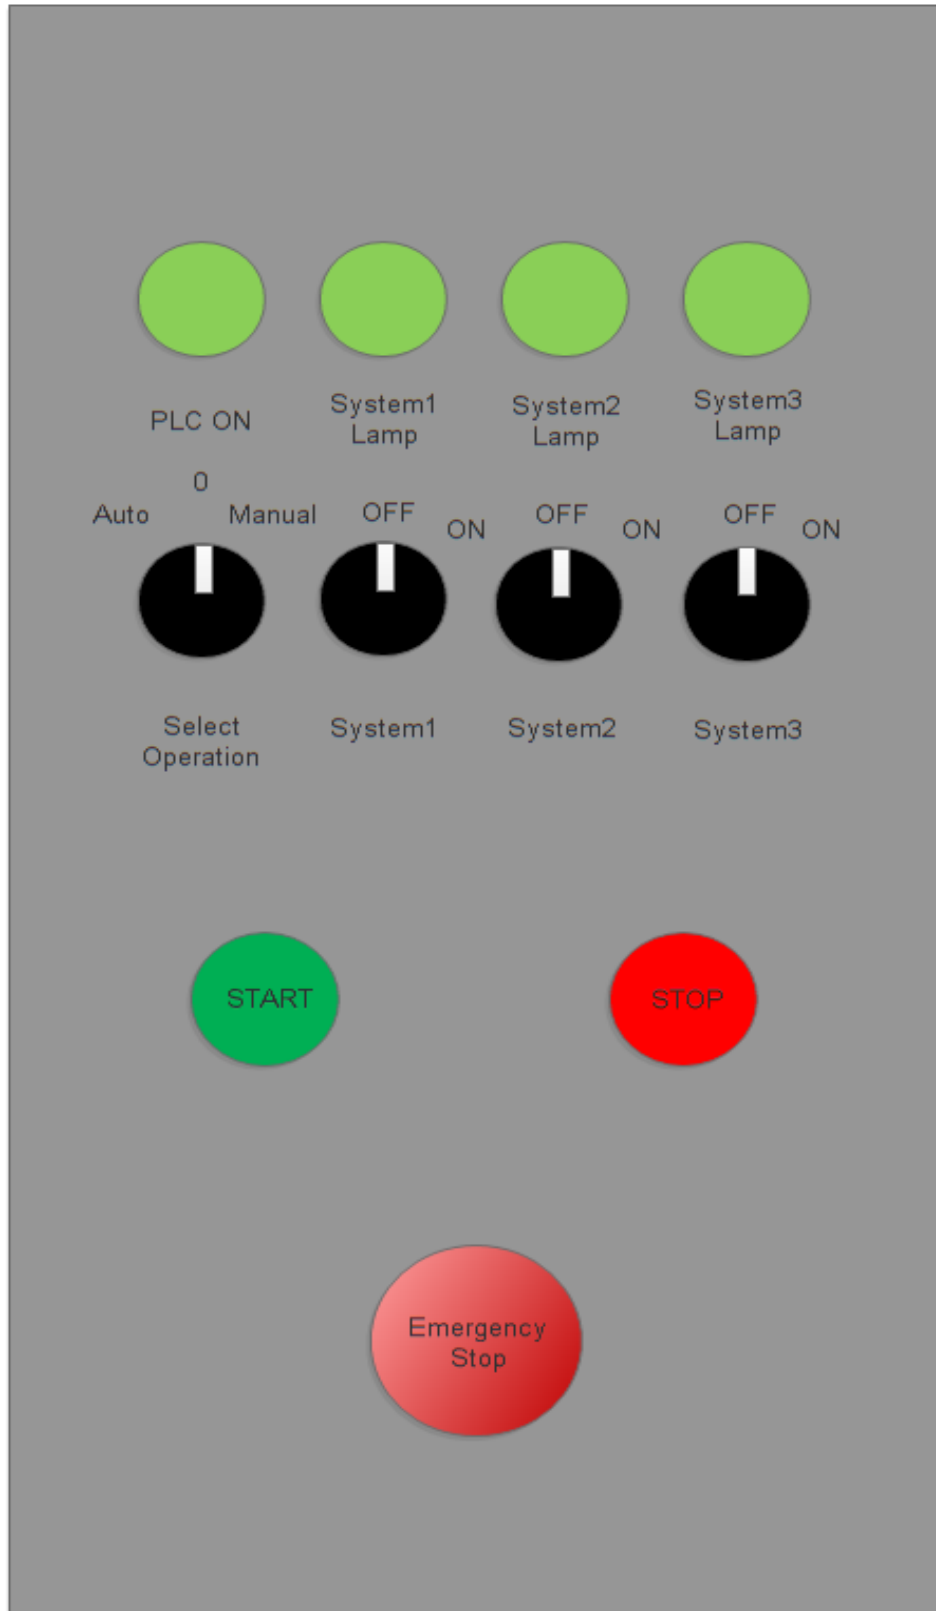 PLC ON
System1
Lamp
System2
Lamp
System3
Lamp
0
Auto
Manual
OFF
ON
OFF
ON
OFF
ON
Select
Operation
System1
System2
System3
START
STOP
Emergency
Stop